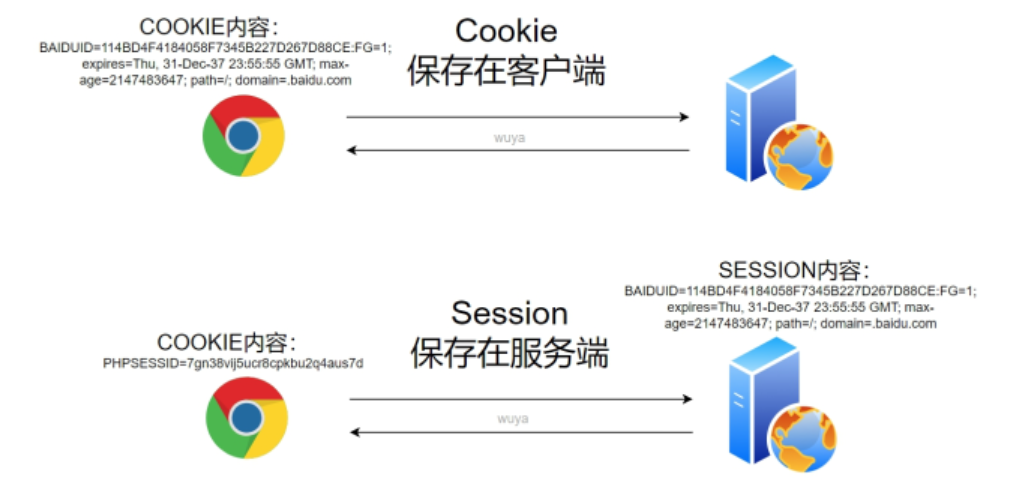 COOKIE内容：
BAIDUID=114BD4F4184058F7345B227D267D88CE:FG=1;
expires=Thu, 31-Dec-37 23:55:55 GMT; max-
age=2147483647; path=/; domain=.baidu.com
Cookie
保存在客户端
wuya
SESSION内容：
BAIDUID=114BD4F4184058F7345B227D267D88CE:FG=1;
expires=Thu, 31-Dec-37 23:55:55 GMT; max-
age=2147483647; path=/; domain=.baidu.com
Session
保存在服务端
COOKIE内容：
PHPSESSID=7gn38vij5ucr8cpkbu2q4aus7d
wuya